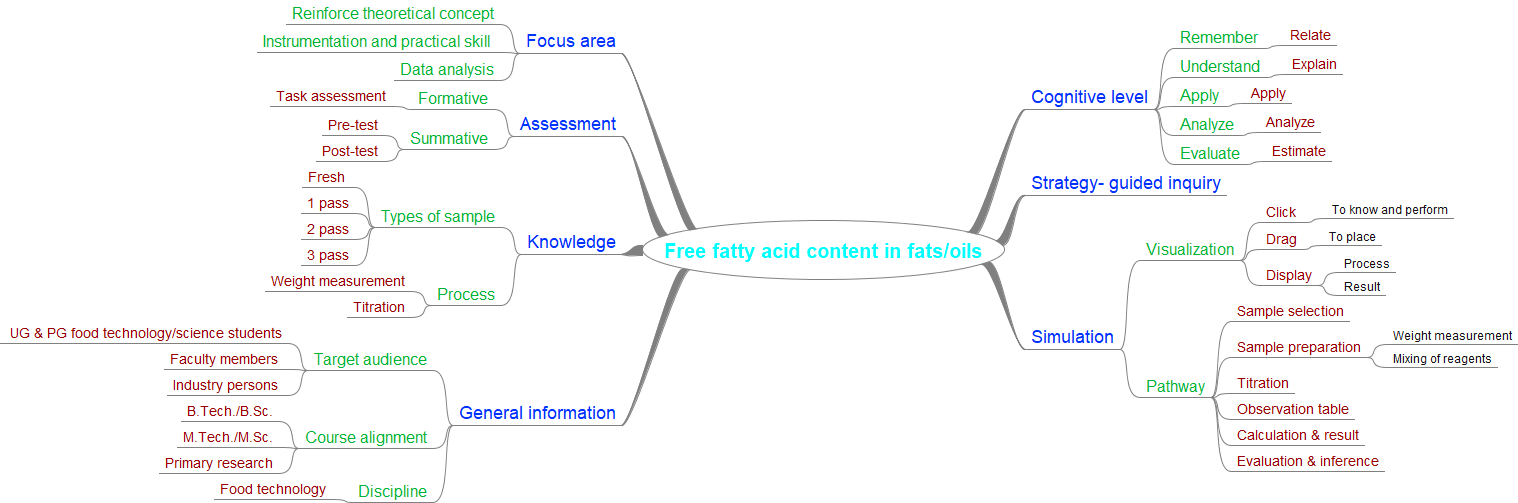 Free fatty acid content in fats/oils
Focus area
Reinforce theoretical concept
Instrumentation and practical skill
Data analysis
Assessment
Formative
Task assessment
Summative
Pre-test
Post-test
Knowledge
Types of sample
Fresh
1 pass
2 pass
3 pass
Process
Weight measurement
Titration
General information
Target audience
UG & PG food technology/science students
Faculty members
Industry persons
Course alignment
B.Tech./B.Sc.
M.Tech./M.Sc.
Primary research
Discipline
Food technology
Cognitive level
Remember
Relate
Understand
Explain
Apply
Apply
Analyze
Analyze
Evaluate
Estimate
Strategy- guided inquiry
Simulation
Visualization
Click
To know and perform
Drag
To place
Display
Process
Result
Pathway
Sample selection
Sample preparation
Weight measurement
Mixing of reagents
Titration
Observation table
Calculation & result
Evaluation & inference